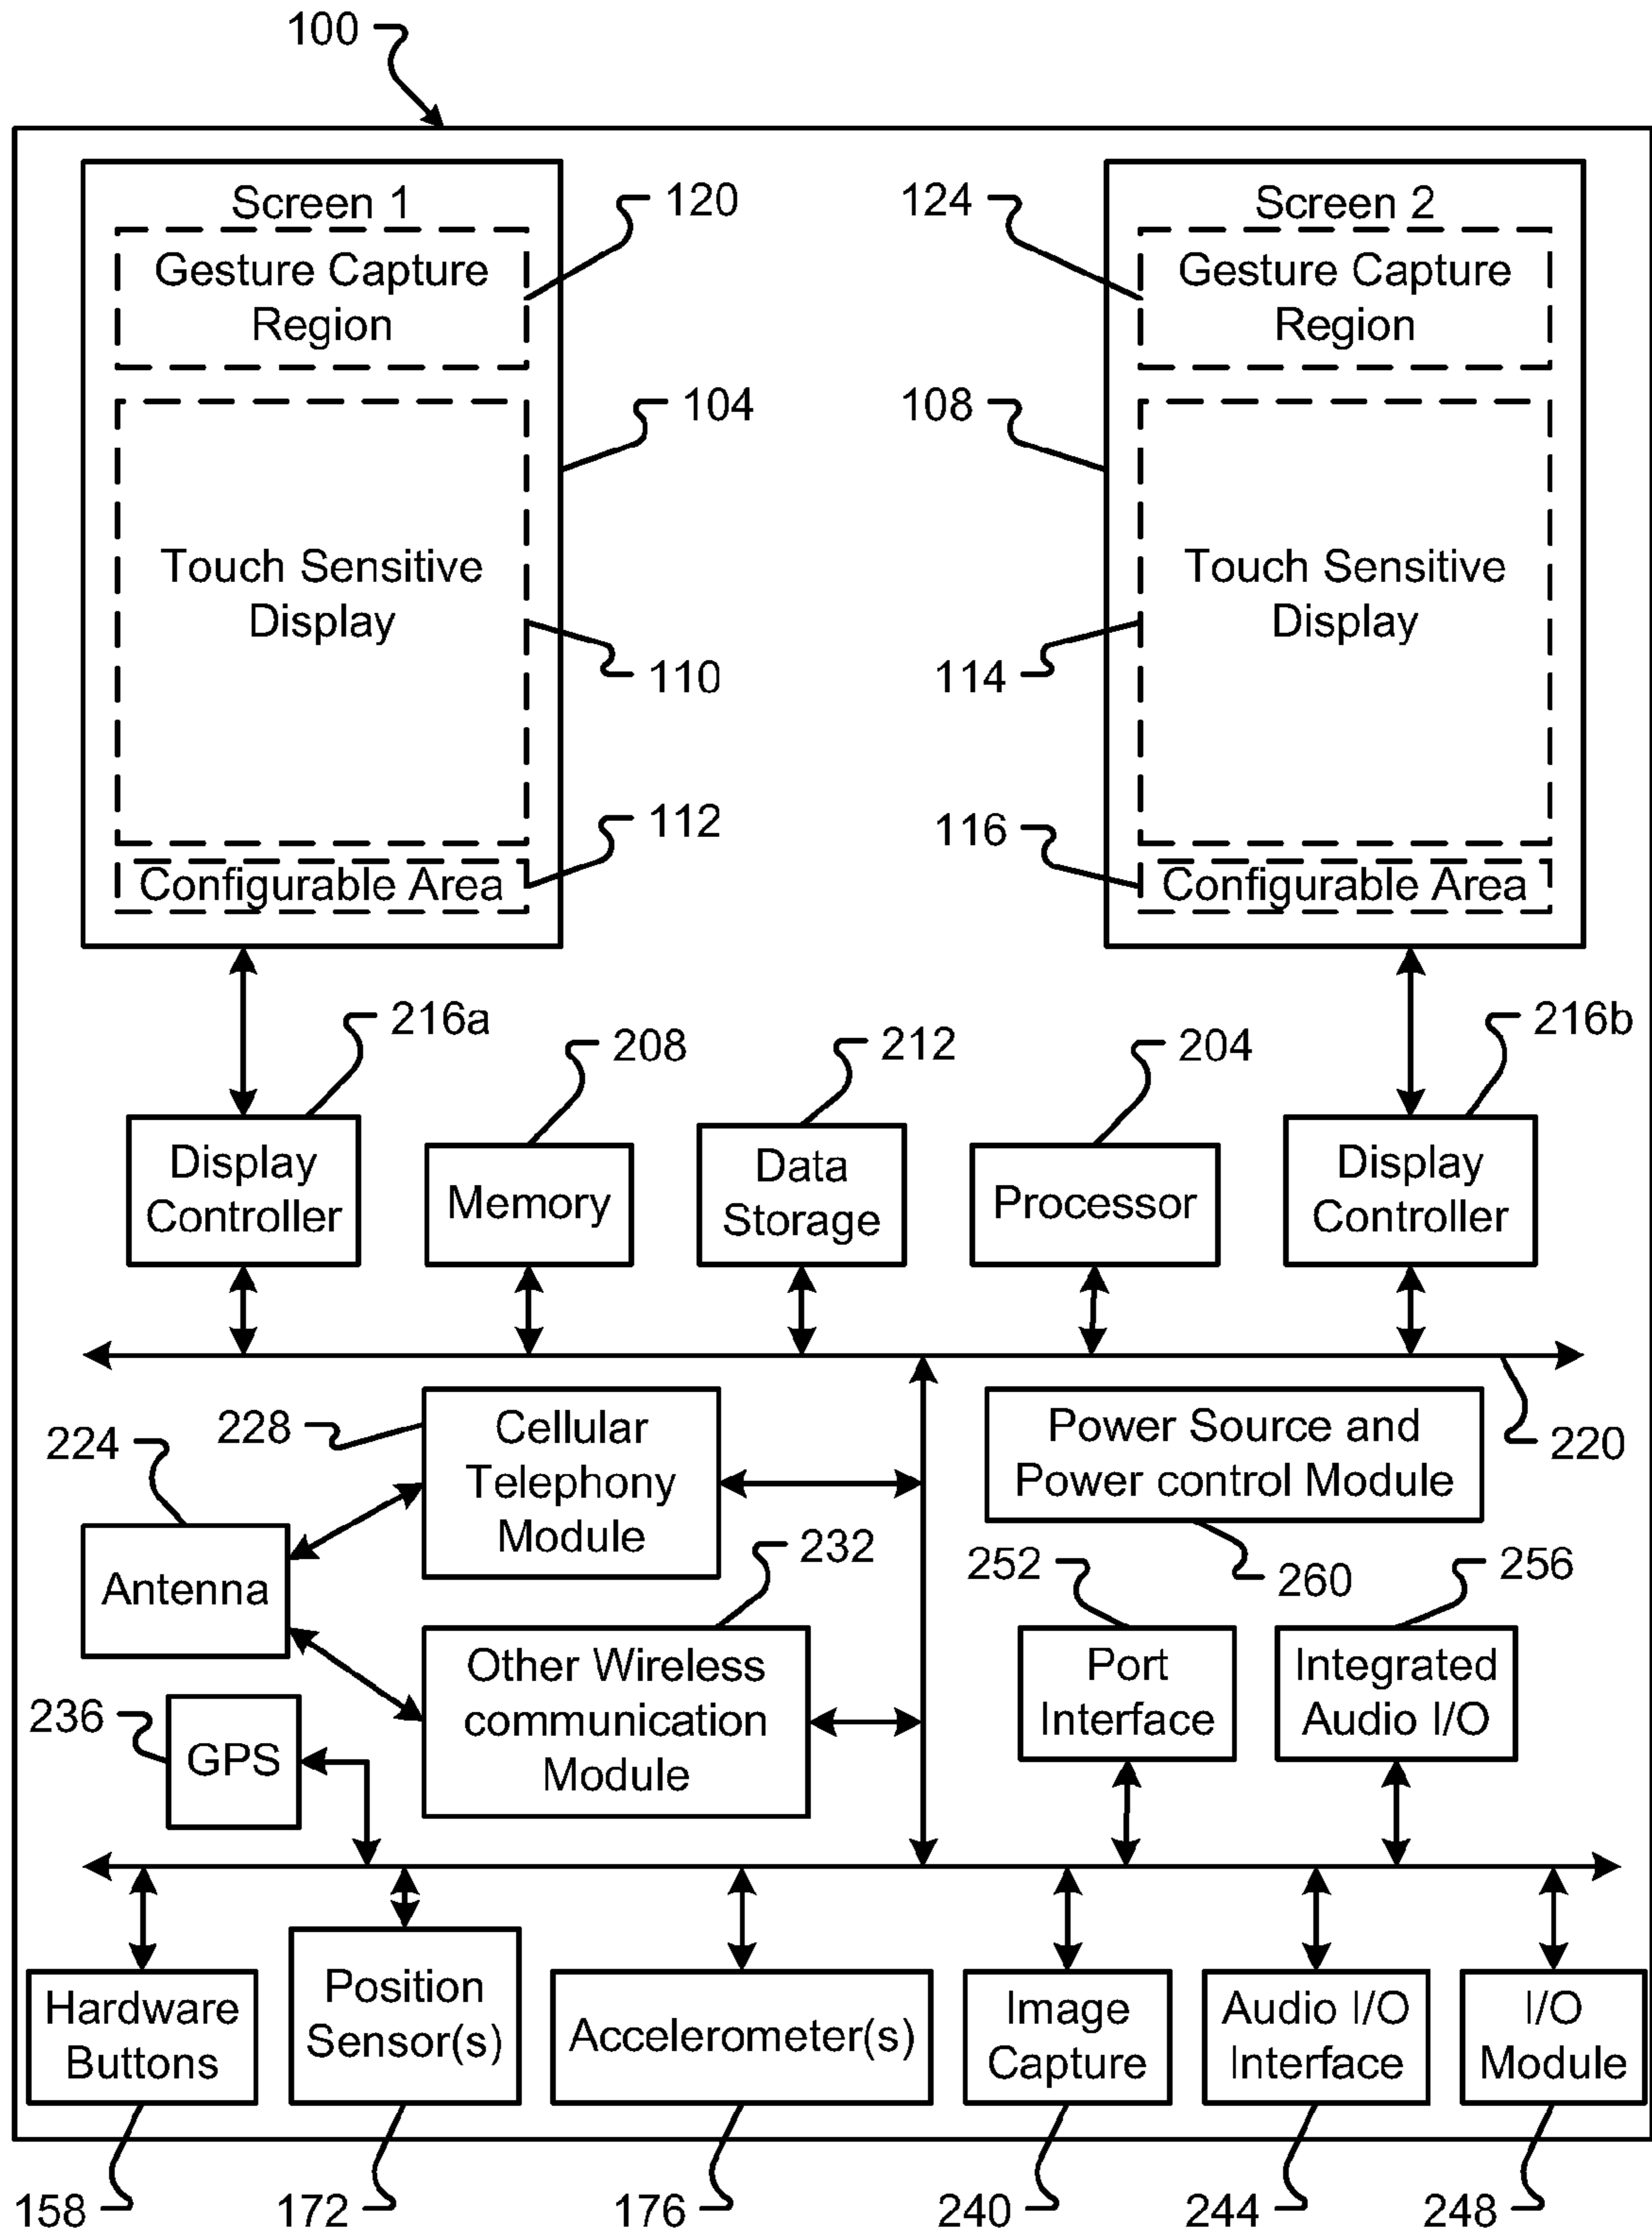 100
Screen 1
120
124
Screen 2
Gesture Capture
Region
Gesture Capture
Region
104
108
Touch Sensitive
Display
Touch Sensitive
Display
110
114
112
116
Configurable Area
Configurable Area
216a
208
212
204
216b
Display
Controller
Memory
Data
Storage
Processor
Display
Controller
228
Cellular
Telephony
Module
Power Source and
Power control Module
220
224
Antenna
232
252
260
256
Other Wireless
communication
Module
Port
Interface
Integrated
Audio I/O
236
GPS
Hardware
Buttons
Position
Sensor(s)
Accelerometer(s)
Image
Capture
Audio I/O
Interface
I/O
Module
158
172
176
240
244
248